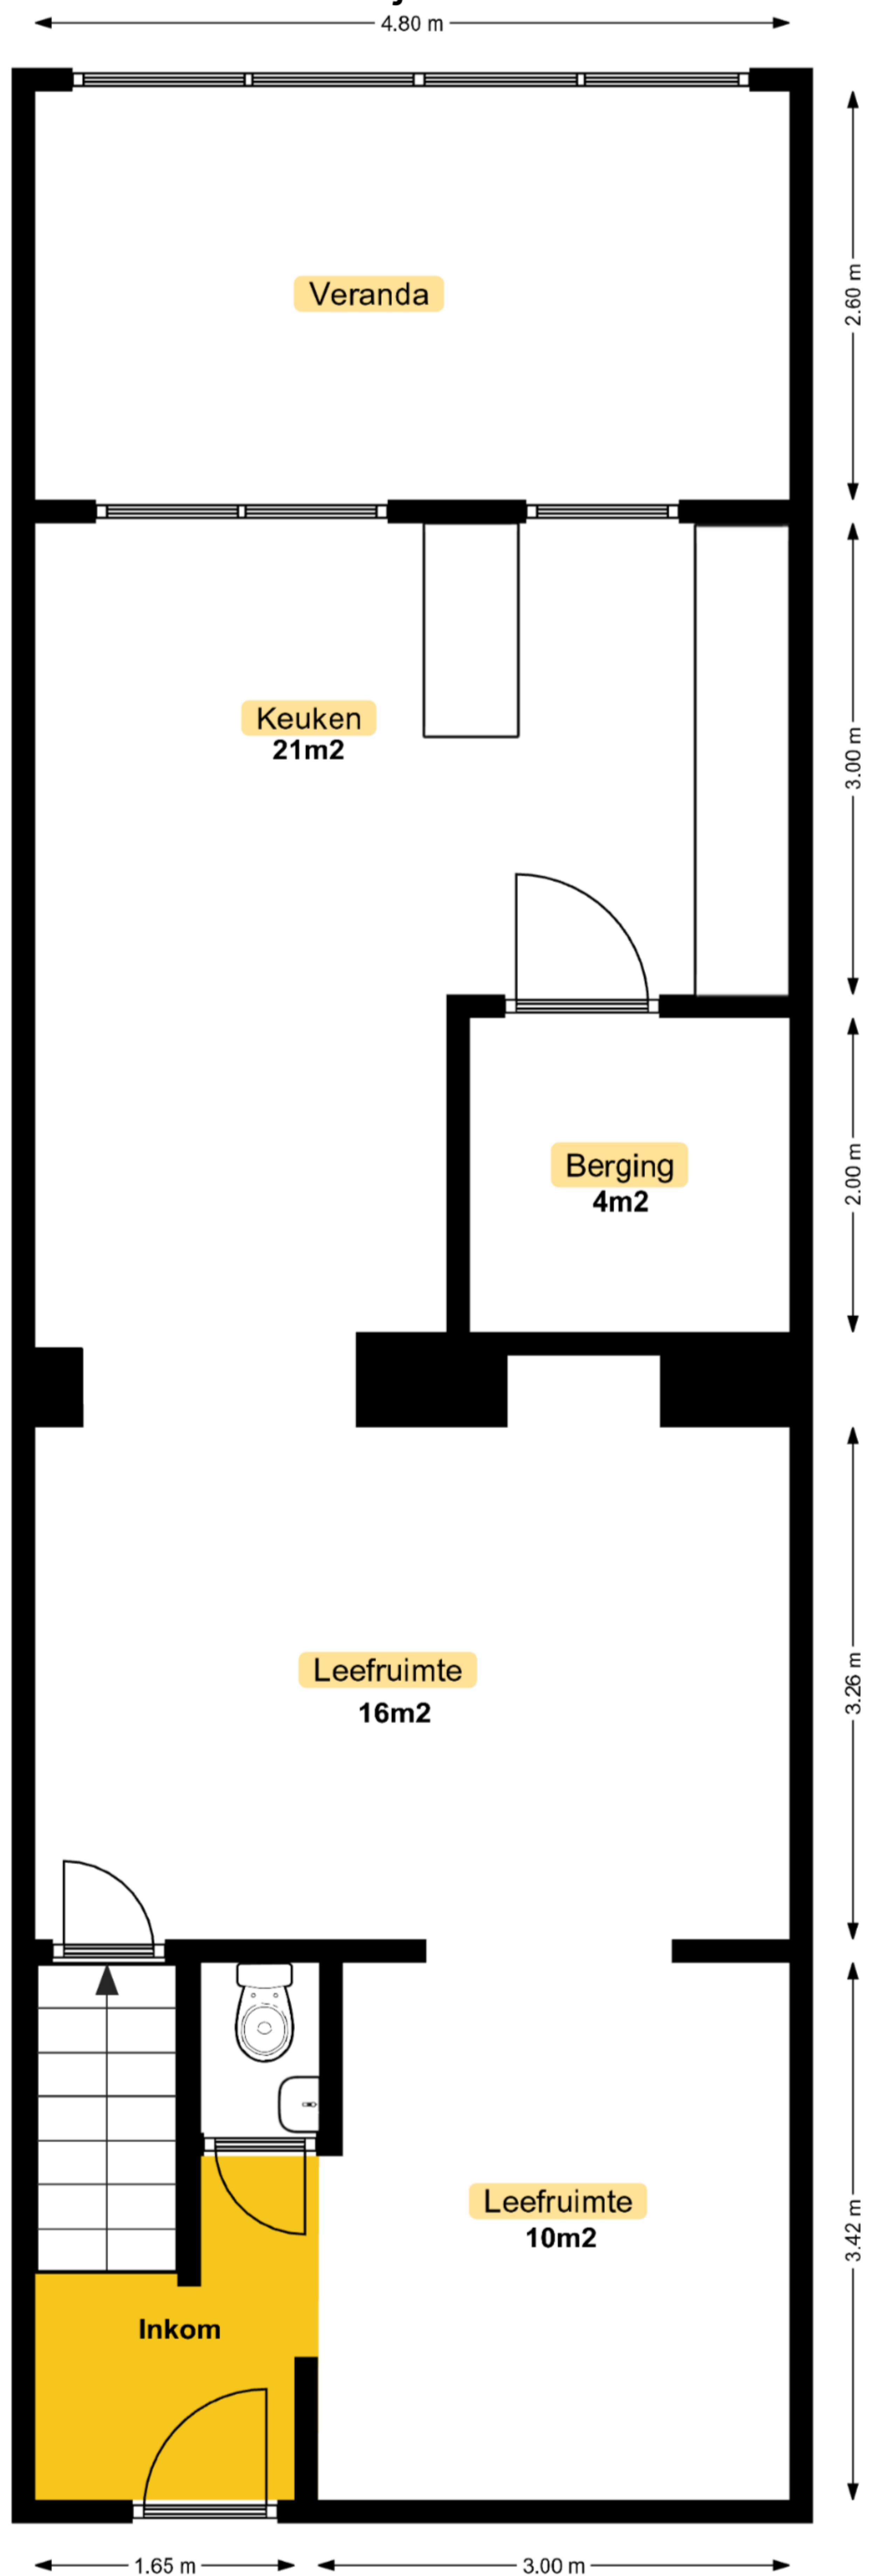 4.80 m
Veranda
2.60 m
Keuken
21m2
3.00 m
Berging
4m2
2.00 m
Leefruimte
16m2
3.26 m
Leefruimte
10m2
3.42 m
Inkom
1.65 m
3.00 m